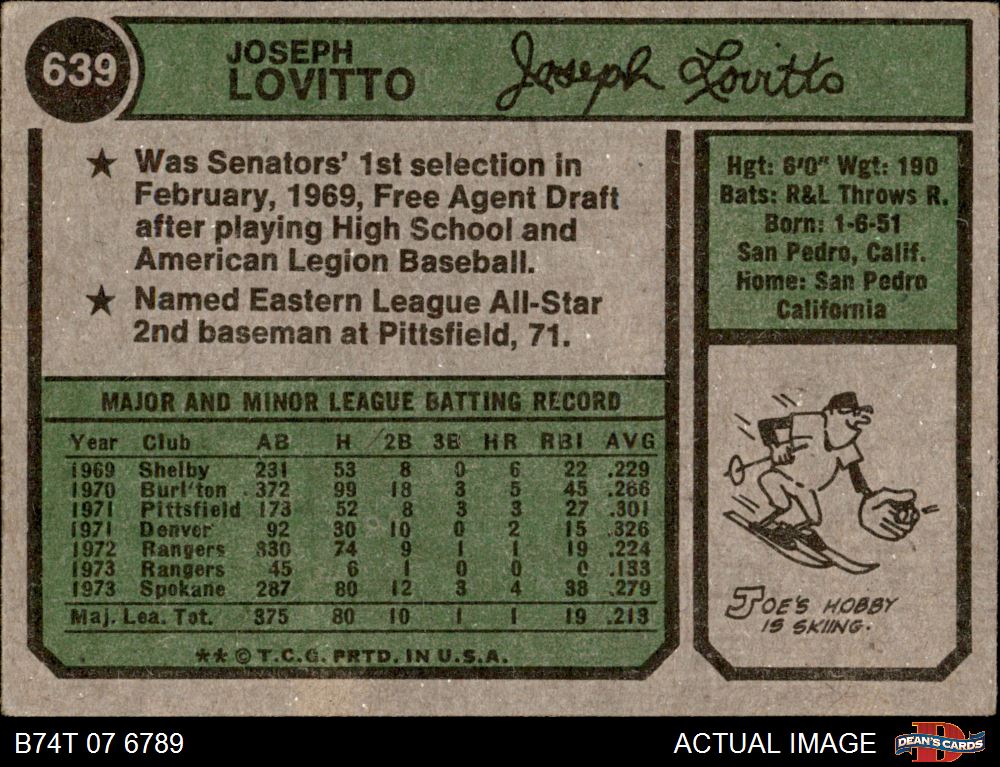 639
JOSEPH
LOVITTO
Joseph Lovitto
★ Was Senators' 1st selection in
February, 1969, Free Agent Draft
after playing High School and
American Legion Baseball.
★ Named Eastern League All-Star
2nd baseman at Pittsfield, 71.
Hgt: 6'0" Wgt: 190
Bats: R&L Throws R.
Born: 1-6-51
San Pedro, Calif.
Home: San Pedro
California
MAJOR AND MINOR LEAGUE BATTING RECORD
Year Club AB H 2B 3B HR RBI AVG
1969 Shelby 231 53 8 0 6 22 .229
1970 Burl'ton 372 99 18 3 5 45 .266
1971 Pittsfield 173 52 8 3 3 27 .301
1971 Denver 92 30 10 0 2 15 .326
1972 Rangers 330 74 9 1 1 19 .224
1973 Rangers 45 6 1 0 0 0 .133
1973 Spokane 287 80 12 3 4 38 .279
Maj. Lea. Tot. 375 80 10 1 1 19 .213
** © T.C.G. PRTD. IN U.S.A.
JOE'S HOBBY
IS SKIING.
B74T 07 6789
ACTUAL IMAGE
D
DEAN'S CARDS